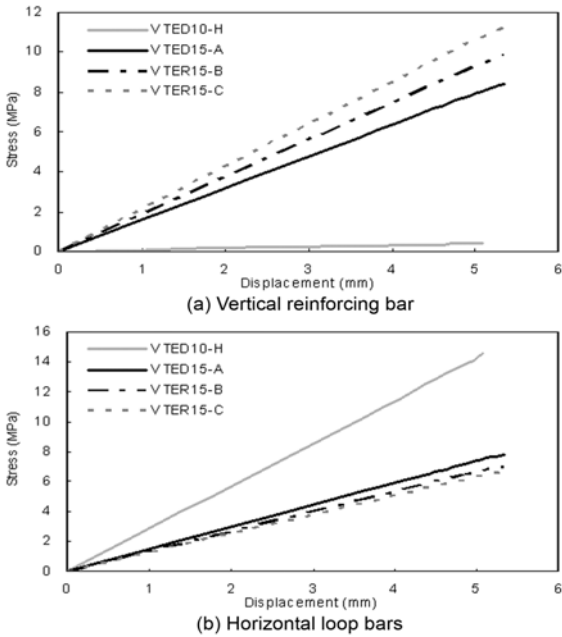 12
10
8
6
4
2
0
Stress (MPa)
VTED10-H
VTED15-A
VTER15-B
VTER15-C
0 1 2 3 4 5 6
Displacement (mm)
(a) Vertical reinforcing bar
16
14
12
10
8
6
4
2
0
Stress (MPa)
VTED10-H
VTED15-A
VTER15-B
VTER15-C
0 1 2 3 4 5 6
Displacement (mm)
(b) Horizontal loop bars